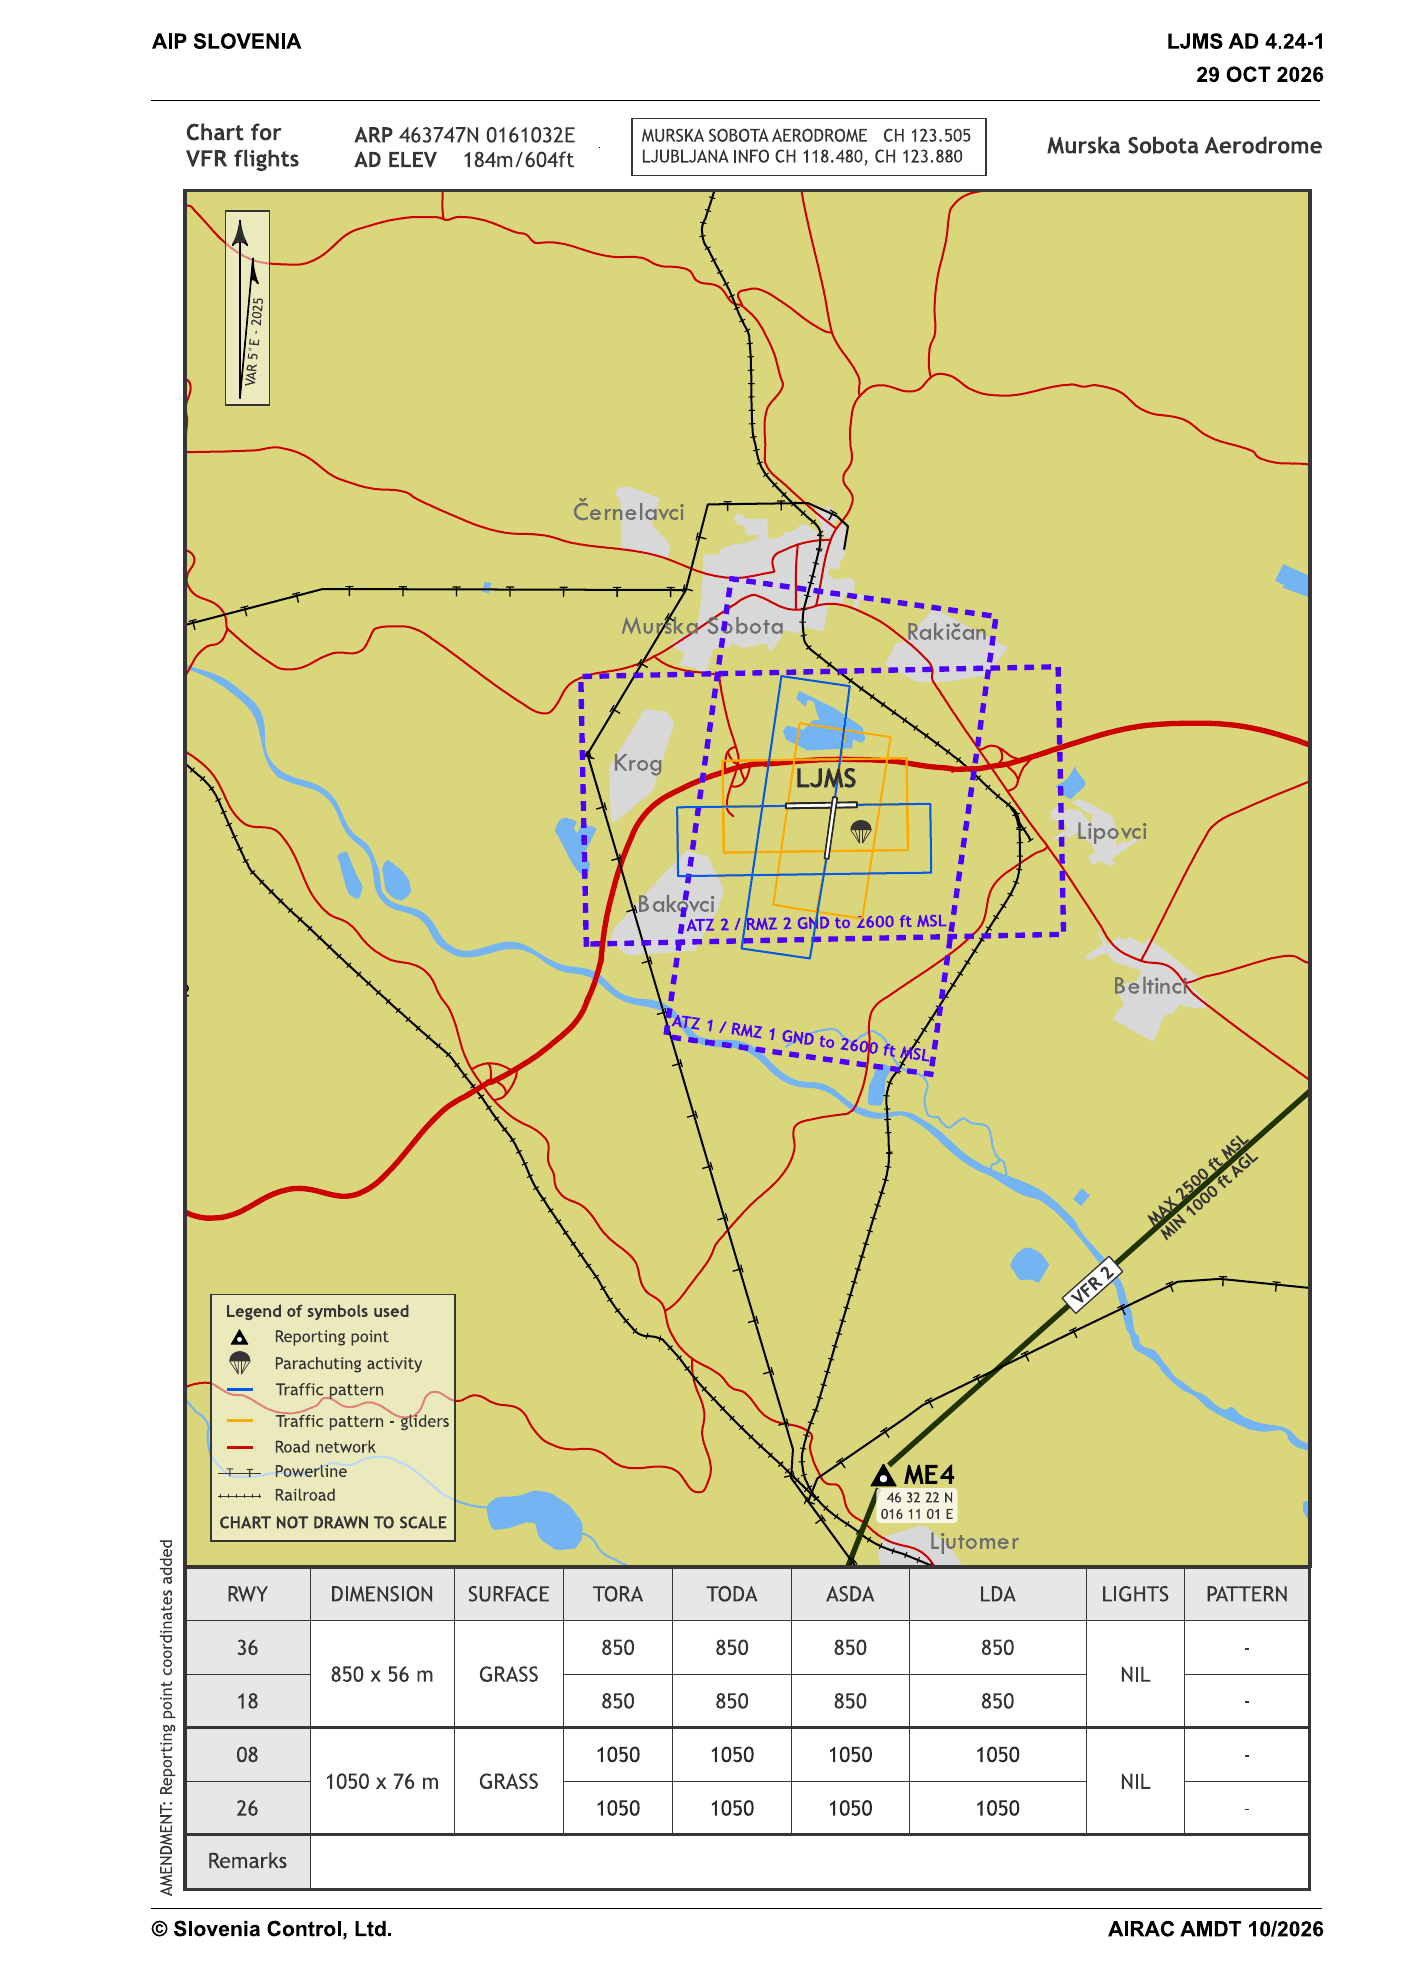 AIP SLOVENIA
LJMS AD 4.24-1
29 OCT 2026
Chart for
VFR flights
ARP 463747N 0161032E
AD ELEV 184m/604ft
MURSKA SOBOTA AERODROME CH 123.505
LJUBLJANA INFO CH 118.480, CH 123.880
Murska Sobota Aerodrome
VAR 5°E - 2025
Černelavci
Murska Sobota
Rakičan
Krog
LJMS
Lipovci
Bakovci
ATZ 2 / RMZ 2 GND to 2600 ft MSL
Beltinci
ATZ 1 / RMZ 1 GND to 2600 ft MSL
MAX 2500 ft MSL
MIN 1000 ft AGL
VFR 2
ME4
46 32 22 N
016 11 01 E
Ljutomer
Legend of symbols used
Reporting point
Parachuting activity
Traffic pattern
Traffic pattern - gliders
Road network
Powerline
Railroad
CHART NOT DRAWN TO SCALE
AMENDMENT: Reporting point coordinates added
RWY DIMENSION SURFACE TORA TODA ASDA LDA LIGHTS PATTERN
36 850 x 56 m GRASS 850 850 850 850 NIL -
18 850 850 850 850 -
08 1050 x 76 m GRASS 1050 1050 1050 1050 NIL -
26 1050 1050 1050 1050 -
Remarks
© Slovenia Control, Ltd.
AIRAC AMDT 10/2026